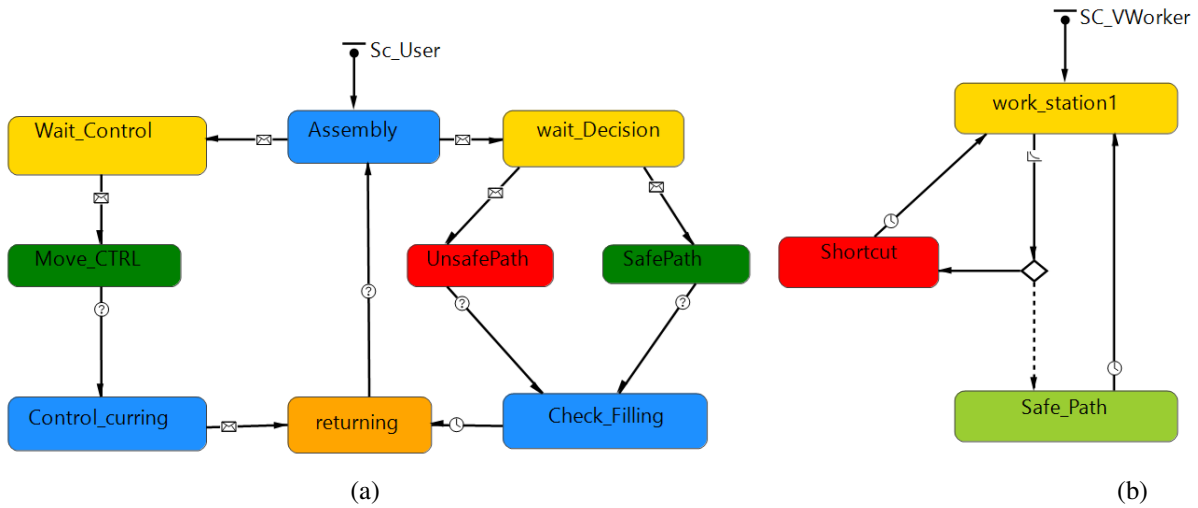 SC_VWorker
Sc_User
work_station1
Wait_Control
Assembly
wait_Decision
Move_CTRL
UnsafePath
SafePath
Shortcut
?
?
?
?
Control_curring
returning
Check_Filling
Safe_Path
(a)
(b)